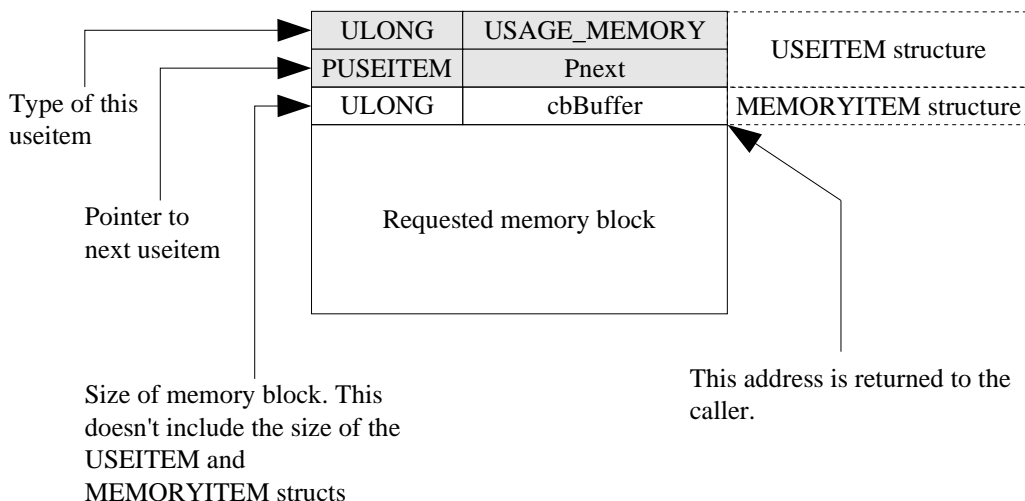 ULONG USAGE_MEMORY
PUSEITEM Pnext
ULONG cbBuffer
USEITEM structure
MEMORYITEM structure
Type of this
useitem
Pointer to
next useitem
Requested memory block
Size of memory block. This
doesn't include the size of the
USEITEM and
MEMORYITEM structs
This address is returned to the
caller.